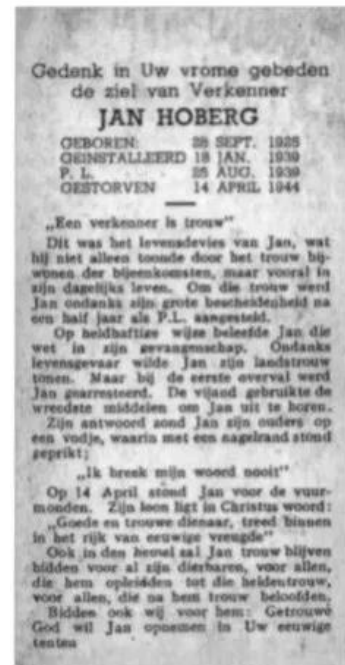 Gedenk in Uw vrome gebeden
de ziel van Verkenner
JAN HOBERG
GEBOREN: SEPT.
GEINSTALLEERD 18 JAN. 1939
P. L. AUG. 1939
GESTORVEN 14 APRIL 1944
„Een verkenner is trouw"
Dit was het levensdevies van Jan, wat
hij niet alleen toonde door het trouw bij-
wonen der bijeenkomsten, maar vooral in
zijn dagelijks leven. Om die trouw werd
Jan ondanks zijn grote bescheidenheid na
een half jaar als P.L. aangesteld.
Op heldhaftige wijze beleefde Jan die
wet in zijn gevangenschap. Ondanks
levensgevaar wilde Jan zijn landstrouw
tonen. Maar bij de eerste overval werd
Jan gearresteerd. De vijand gebruikte de
wreedste middelen om Jan uit te horen.
Zijn antwoord zond Jan zijn ouders op
een vodje, waarin met een nagelrand stond
geprikt;
„Ik breek mijn woord nooit"
Op 14 April stond Jan voor de vuur-
monden. Zijn loon ligt in Christus woord:
„Goede en trouwe dienaar, treed binnen
in het rijk van eeuwige vreugde"
Ook in den hemel zal Jan trouw blijven
bidden voor al zijn dierbaren, voor allen,
die hem opleidden tot die heldentrouw,
voor allen, die na hem trouw beloofden.
Bidden ook wij voor hem: Getrouwe
God wil Jan opnemen in Uw eeuwige
tenten